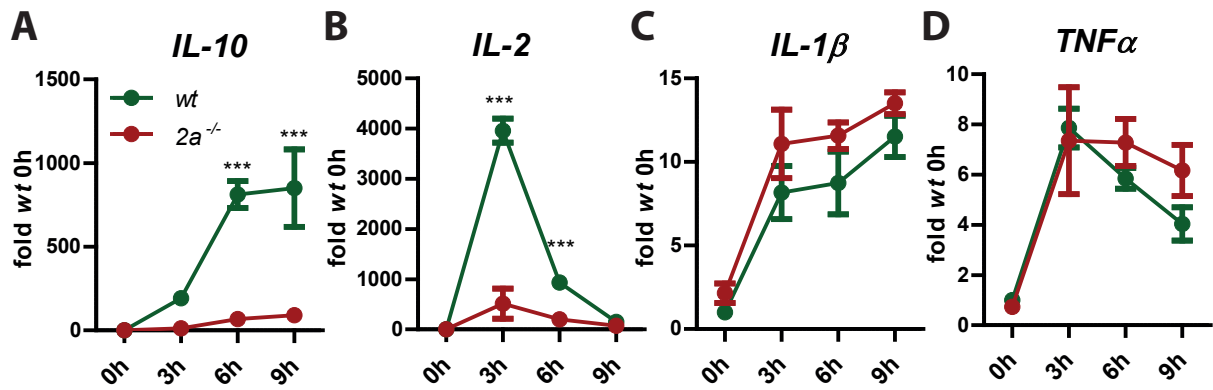 A
IL-10
fold wt 0h
1500
1000
500
0
wt
2a -/-
***
***
0h
3h
6h
9h
B
IL-2
fold wt 0h
5000
4000
3000
2000
1000
0
***
***
0h
3h
6h
9h
C
IL-1β
fold wt 0h
15
10
5
0
0h
3h
6h
9h
D
TNFα
fold wt 0h
10
8
6
4
2
0
0h
3h
6h
9h